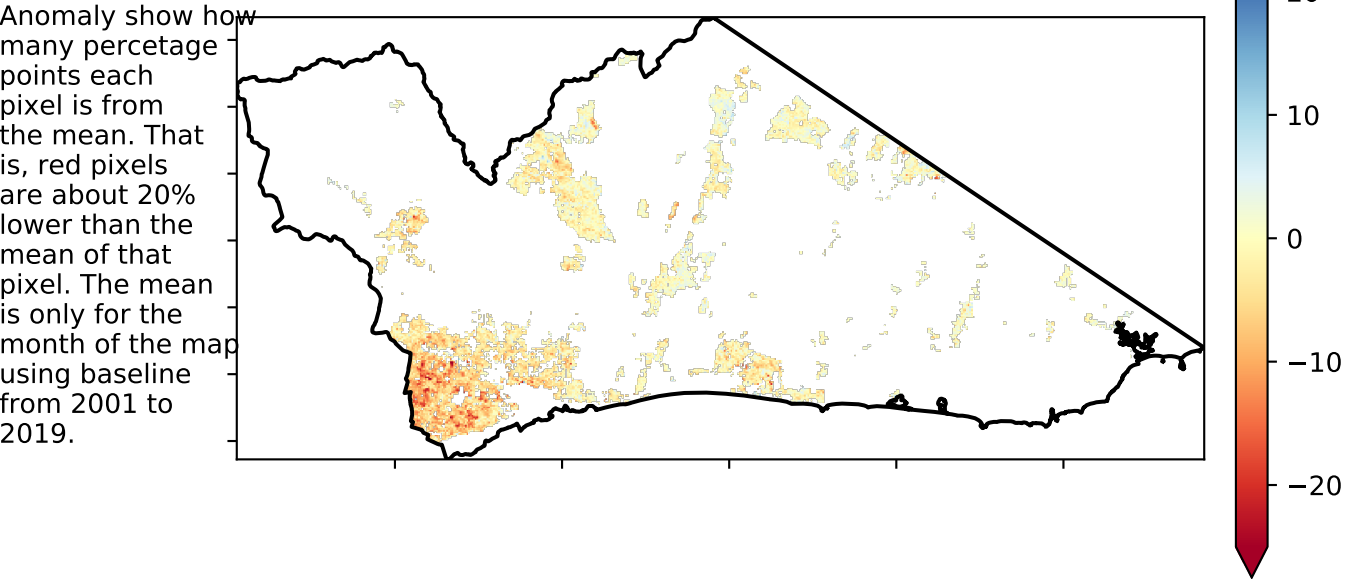 Anomaly show how
many percetage
points each
pixel is from
the mean. That
is, red pixels
are about 20%
lower than the
mean of that
pixel. The mean
is only for the
month of the map
using baseline
from 2001 to
2019.
10
0
−10
−20